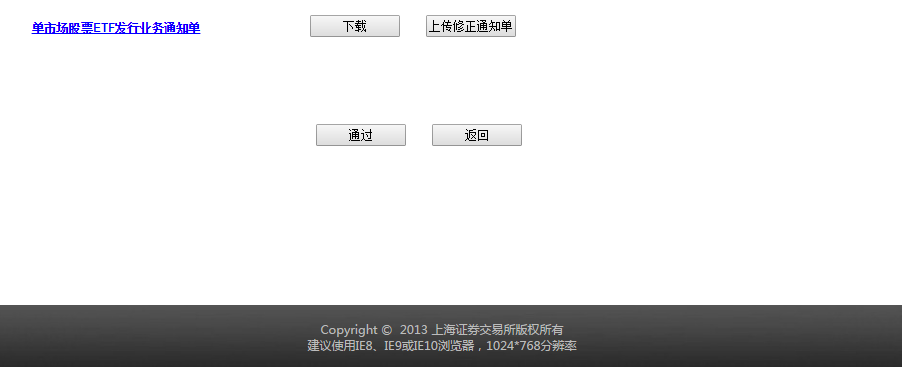 单市场股票ETF发行业务通知单 下载 上传修正通知单
通过 返回
Copyright © 2013 上海证券交易所版权所有
建议使用IE8、IE9或IE10浏览器，1024*768分辨率